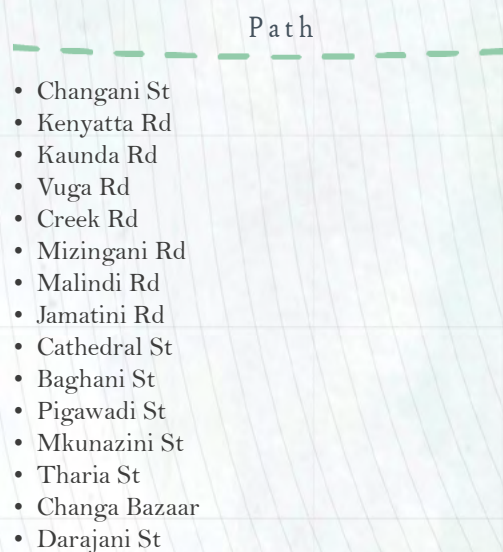 Path
• Changani St
• Kenyatta Rd
• Kaunda Rd
• Vuga Rd
• Creek Rd
• Mizingani Rd
• Malindi Rd
• Jamatini Rd
• Cathedral St
• Baghani St
• Pigawadi St
• Mkunazini St
• Tharia St
• Changa Bazaar
• Darajani St